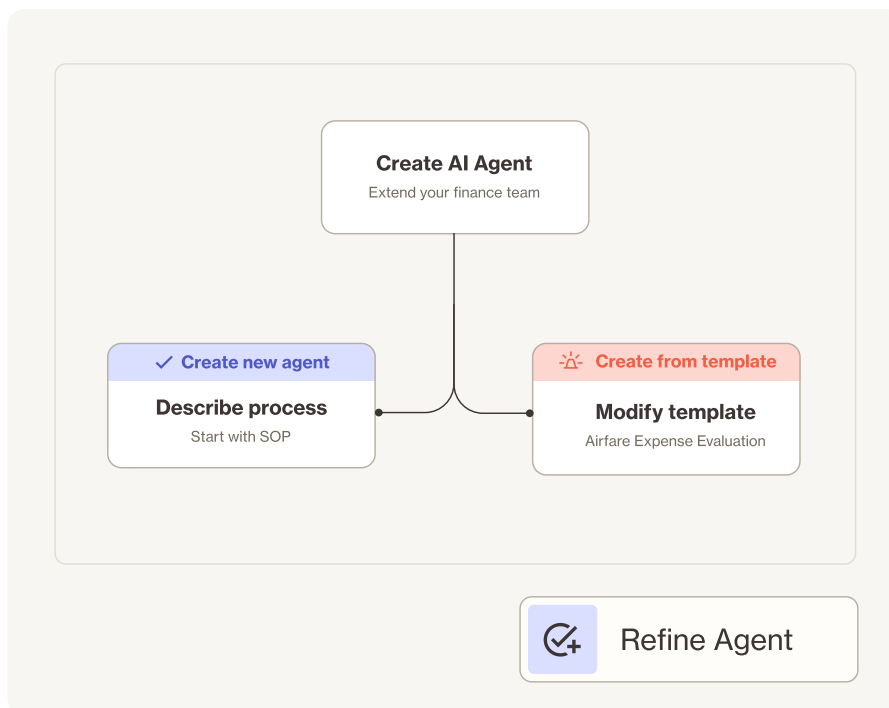 Create AI Agent
Extend your finance team
Create new agent
Describe process
Start with SOP
Create from template
Modify template
Airfare Expense Evaluation
Refine Agent